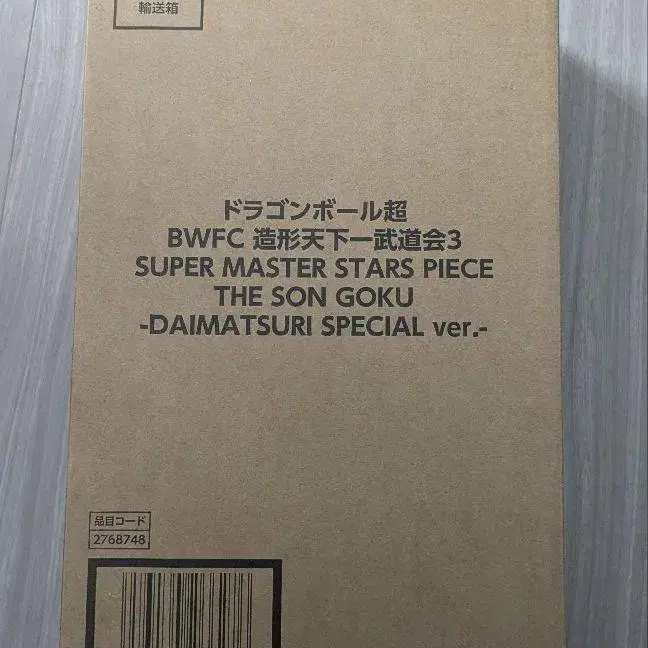 輸送箱
ドラゴンボール超
BWFC 造形天下一武道会3
SUPER MASTER STARS PIECE
THE SON GOKU
-DAIMATSURI SPECIAL ver.-
品目コード
2768748